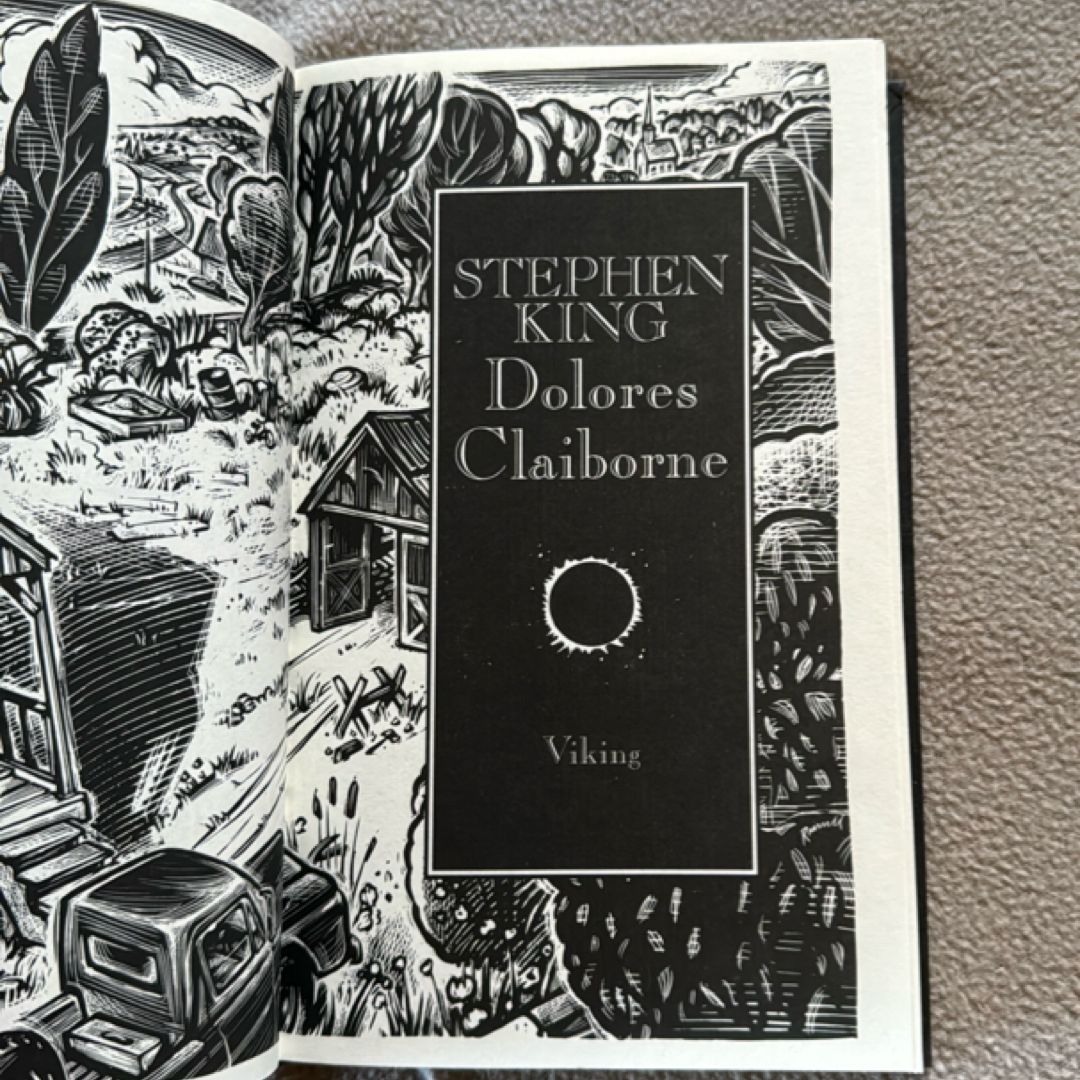 STEPHEN
KING
Dolores
Claiborne
Viking